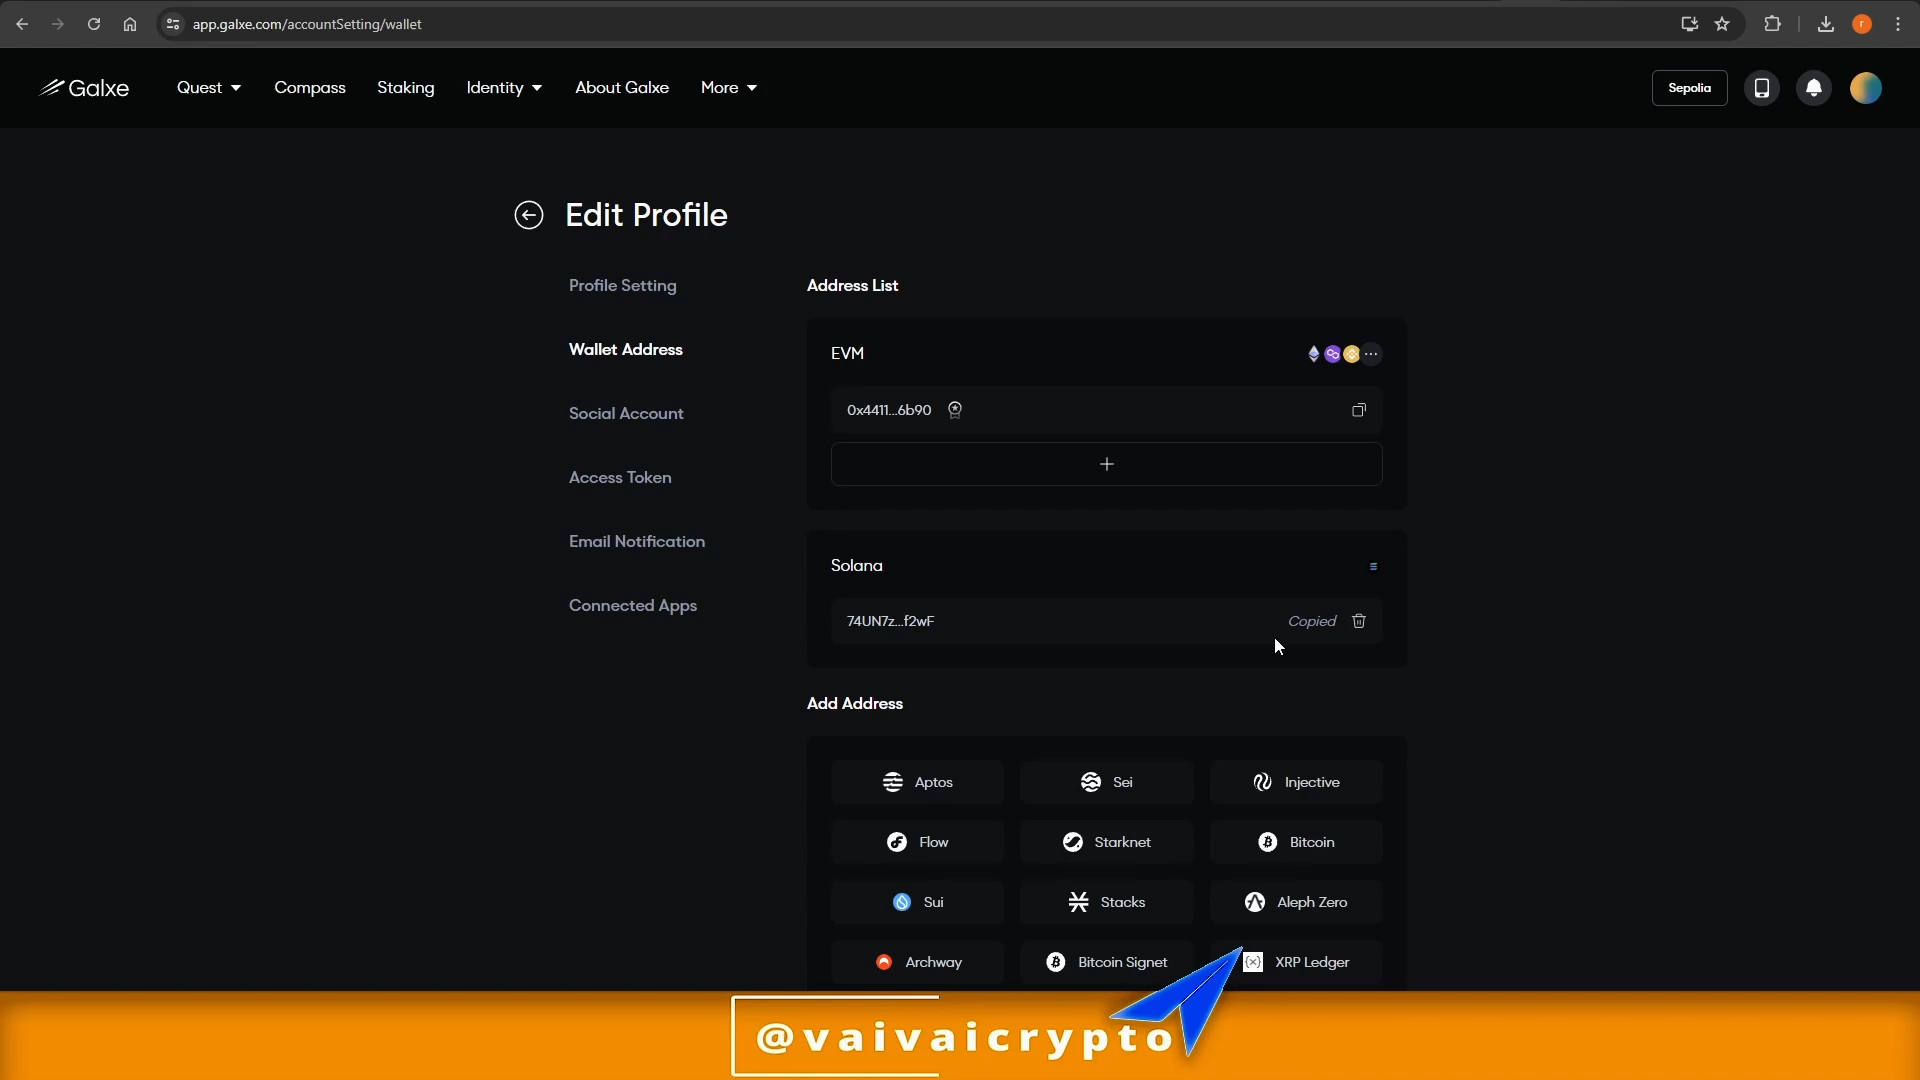 app.galxe.com/accountSetting/wallet
r
Galxe
Quest
Compass
Staking
Identity
About Galxe
More
Sepolia
Edit Profile
Profile Setting
Address List
Wallet Address
EVM
Social Account
0x4411...6b90
Access Token
Email Notification
Solana
Connected Apps
74UN7z...f2wF
Copied
Add Address
Aptos
Sei
Injective
Flow
Starknet
Bitcoin
Sui
Stacks
Aleph Zero
Archway
Bitcoin Signet
XRP Ledger
@vaivaicrypto